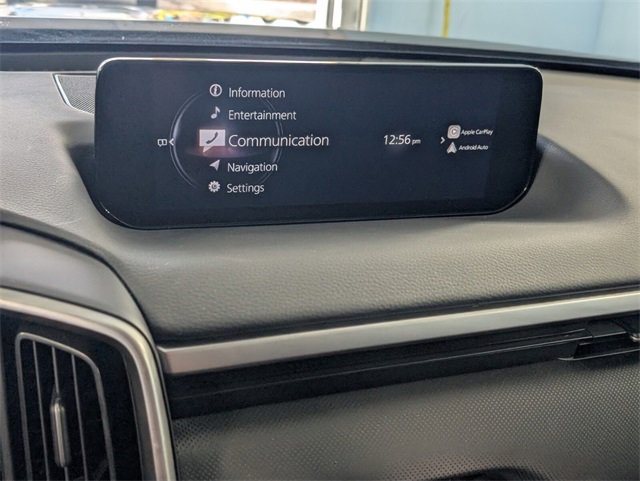 Information
Entertainment
Communication
Navigation
Settings
12:56 pm
Apple CarPlay
Android Auto